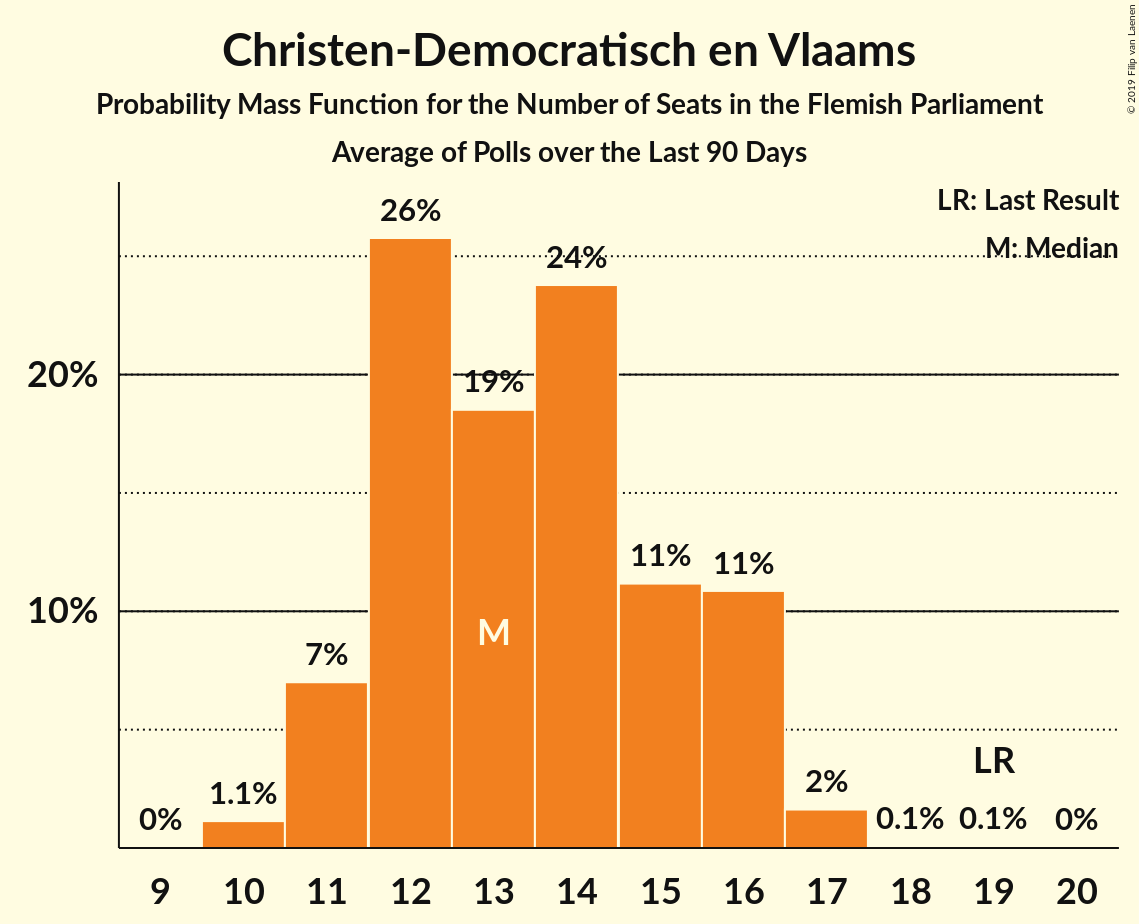 Christen-Democratisch en Vlaams
Probability Mass Function for the Number of Seats in the Flemish Parliament
Average of Polls over the Last 90 Days
© 2019 Filip van Laenen
LR: Last Result
M: Median
26%
24%
20%
19%
11%
11%
10%
M
7%
LR
1.1%
2%
0%
0.1%
0.1%
0%
9 10 11 12 13 14 15 16 17 18 19 20